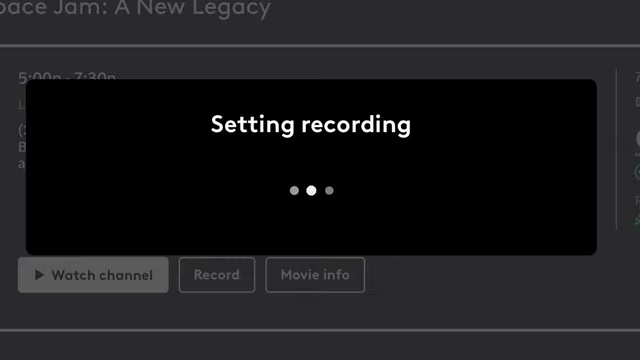 pace Jam: A New Legacy
5:00p - 7:30p
Setting recording
Watch channel
Record
Movie info